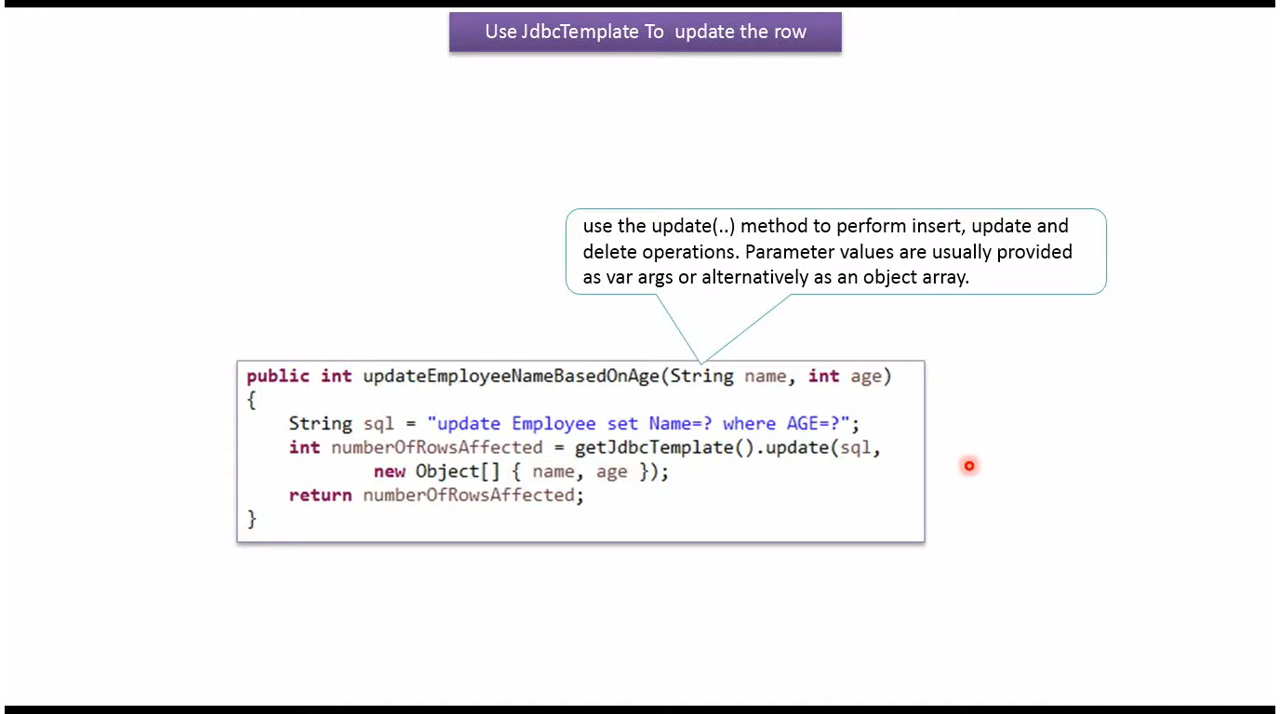 Use JdbcTemplate To  update the row
use the update(..) method to perform insert, update and
delete operations. Parameter values are usually provided
as var args or alternatively as an object array.
public int updateEmployeeNameBasedOnAge(String name, int age)
{
    String sql = "update Employee set Name=? where AGE=?";
    int numberOfRowsAffected = getJdbcTemplate().update(sql,
            new Object[] { name, age });
    return numberOfRowsAffected;
}